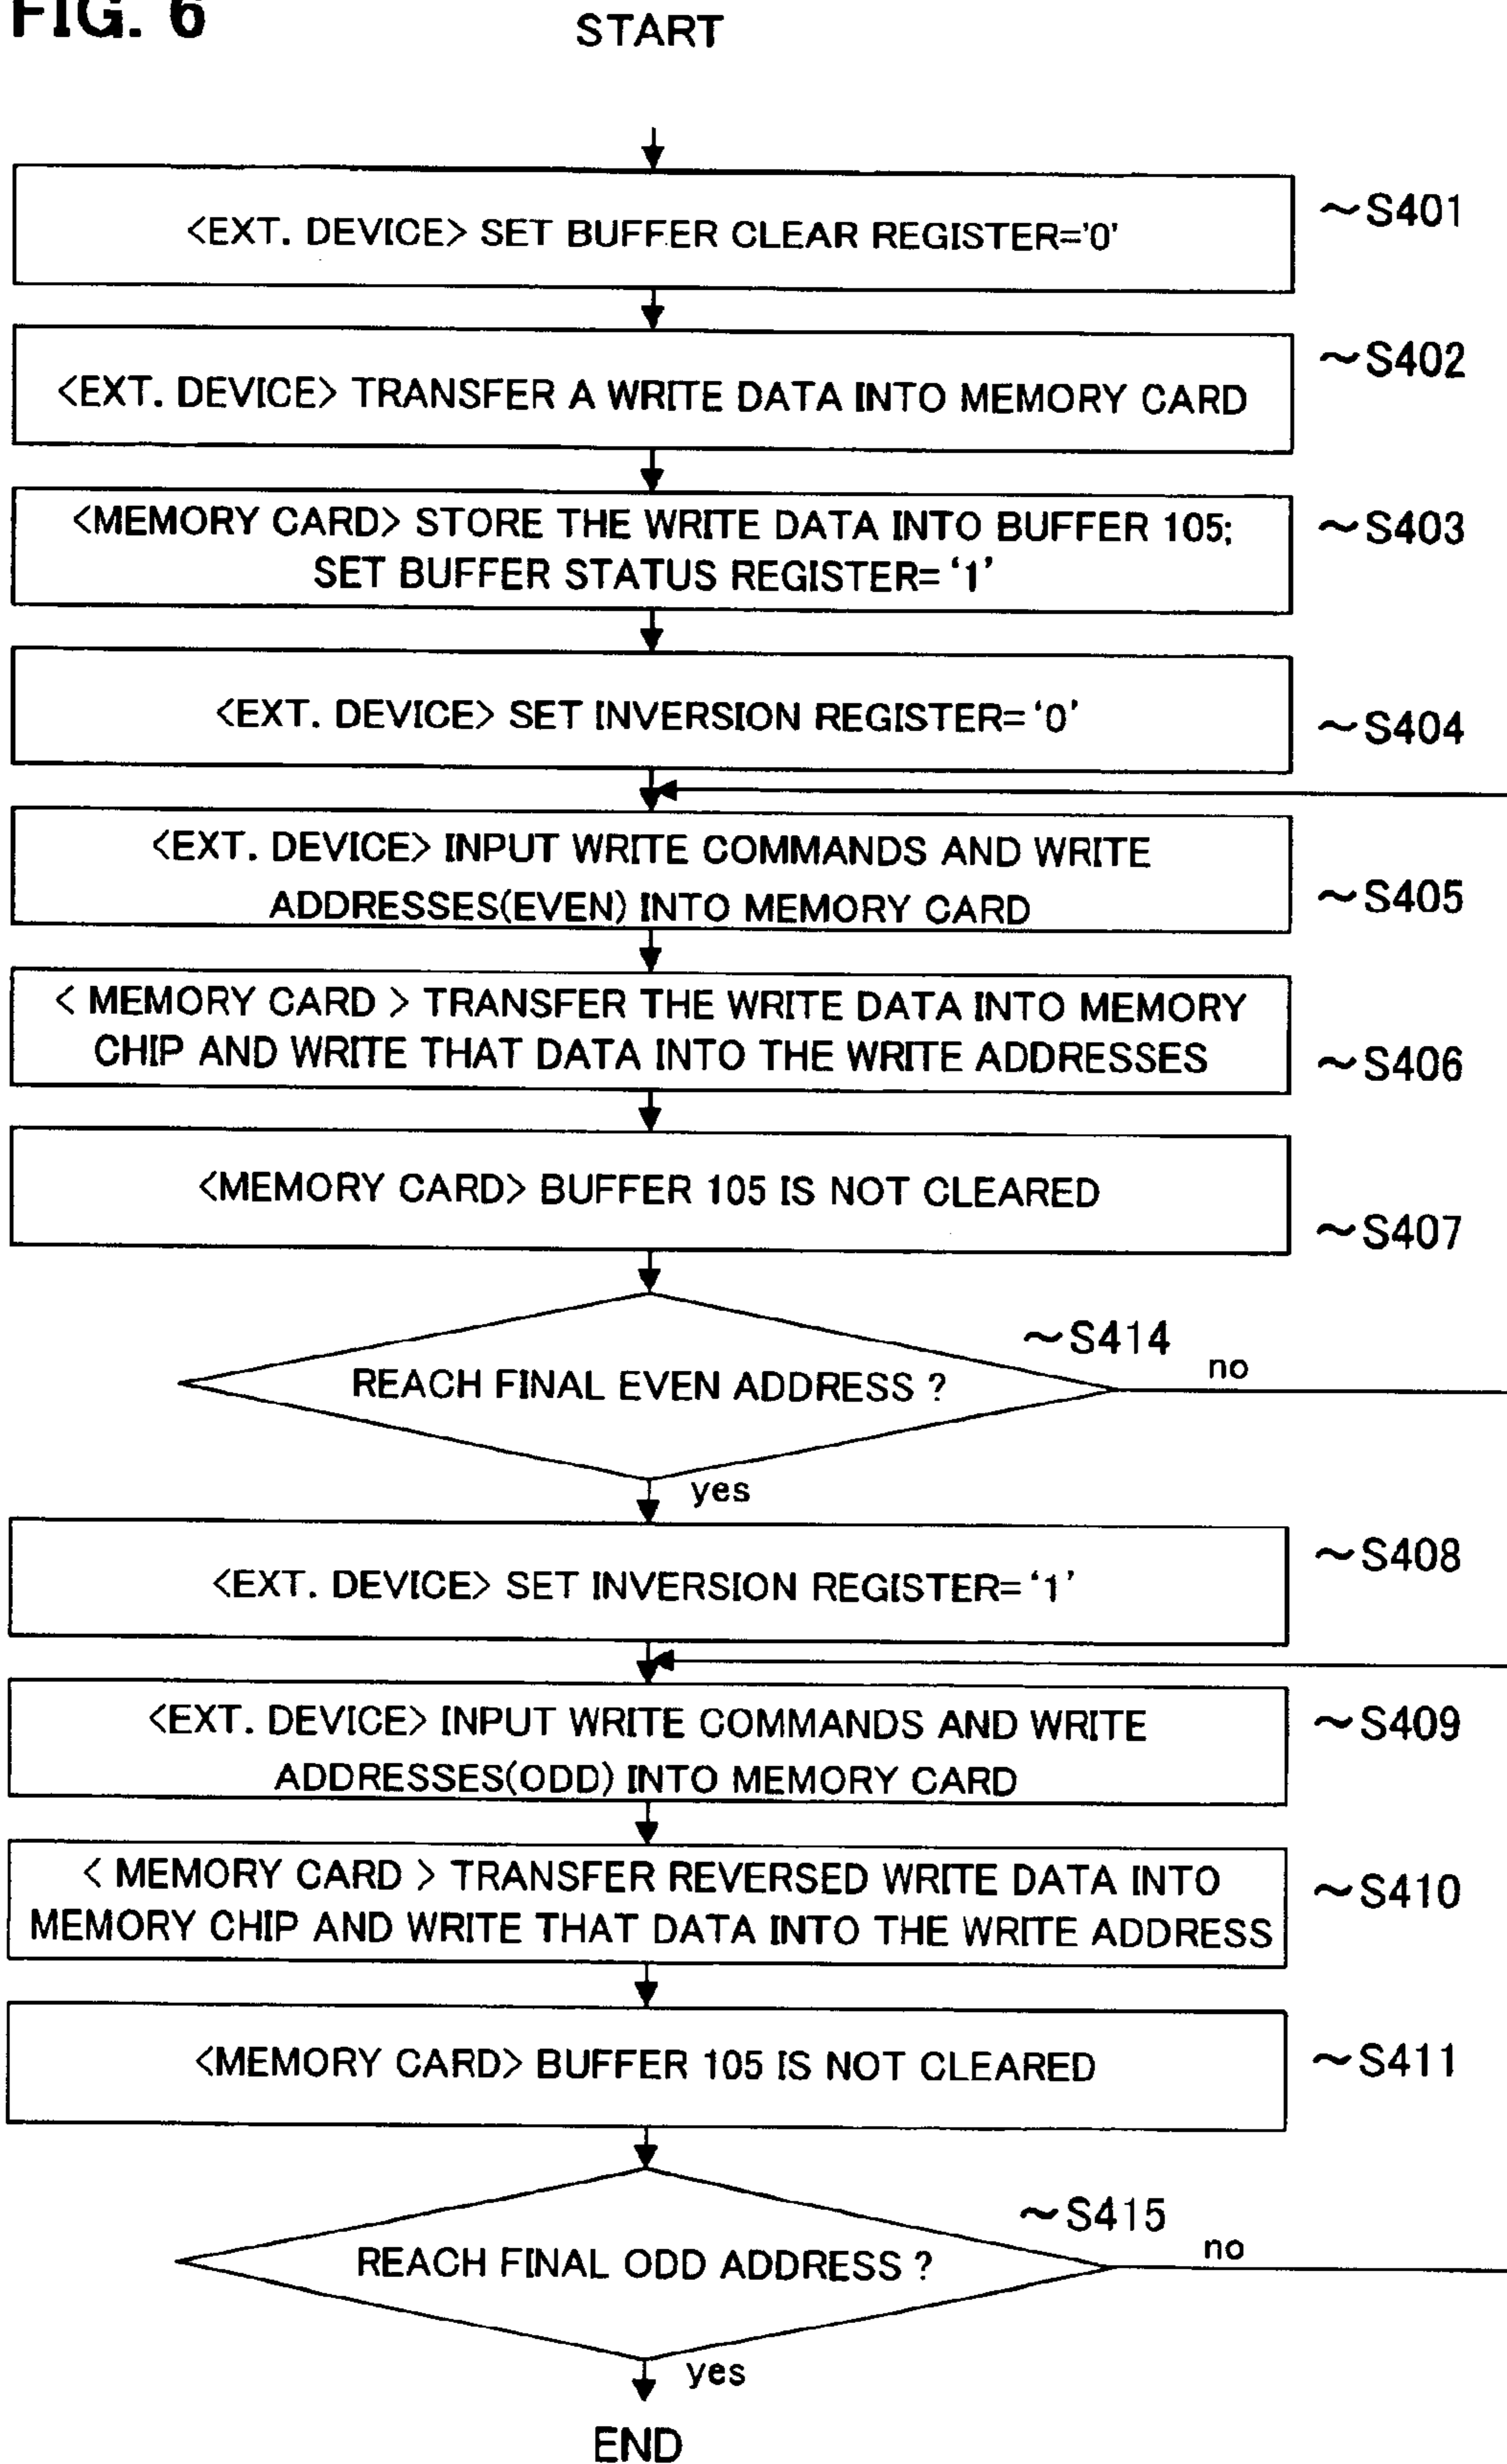 FIG. 6
START
<EXT. DEVICE> SET BUFFER CLEAR REGISTER='0'
~S401
<EXT. DEVICE> TRANSFER A WRITE DATA INTO MEMORY CARD
~S402
<MEMORY CARD> STORE THE WRITE DATA INTO BUFFER 105;
SET BUFFER STATUS REGISTER= '1'
~S403
<EXT. DEVICE> SET INVERSION REGISTER= '0'
~S404
<EXT. DEVICE> INPUT WRITE COMMANDS AND WRITE
ADDRESSES(EVEN) INTO MEMORY CARD
~S405
< MEMORY CARD > TRANSFER THE WRITE DATA INTO MEMORY
CHIP AND WRITE THAT DATA INTO THE WRITE ADDRESSES
~S406
<MEMORY CARD> BUFFER 105 IS NOT CLEARED
~S407
~S414
REACH FINAL EVEN ADDRESS ?
no
yes
<EXT. DEVICE> SET INVERSION REGISTER= '1'
~S408
<EXT. DEVICE> INPUT WRITE COMMANDS AND WRITE
ADDRESSES(ODD) INTO MEMORY CARD
~S409
< MEMORY CARD > TRANSFER REVERSED WRITE DATA INTO
MEMORY CHIP AND WRITE THAT DATA INTO THE WRITE ADDRESS
~S410
<MEMORY CARD> BUFFER 105 IS NOT CLEARED
~S411
~S415
REACH FINAL ODD ADDRESS ?
no
yes
END